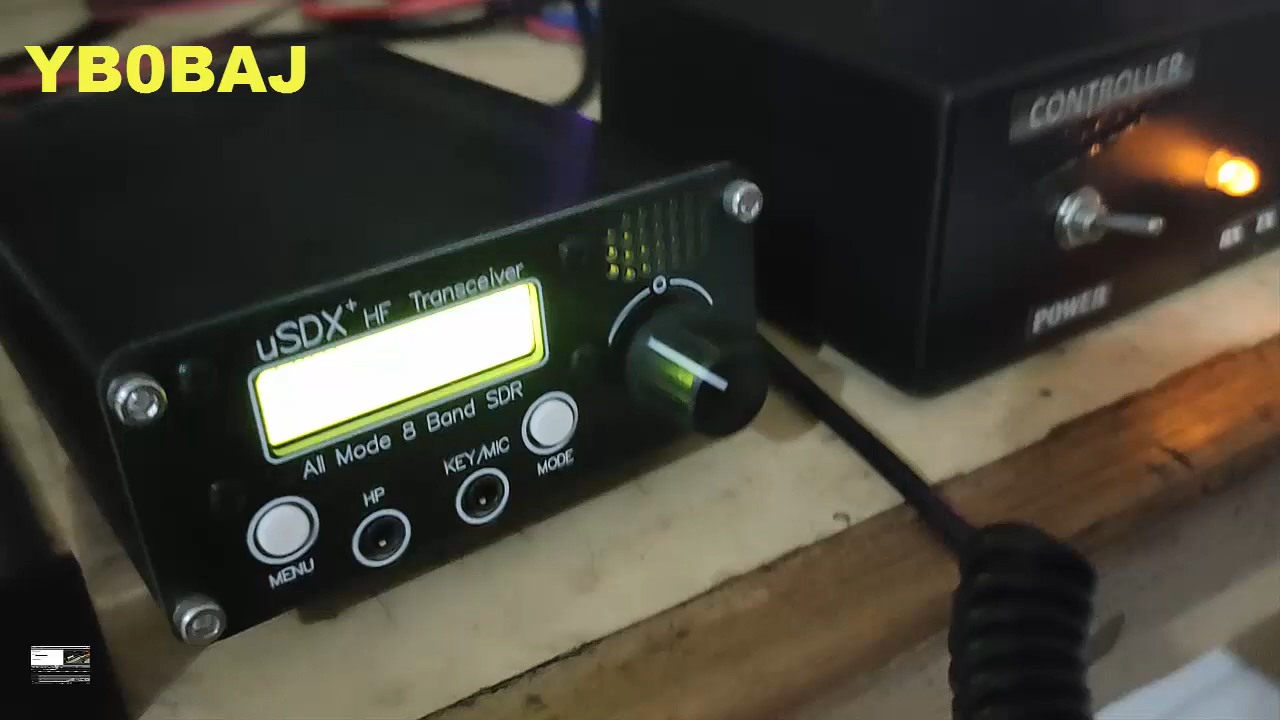 YB0BAJ
CONTROLLER
POWER
uSDX+ HF Transceiver
All Mode 8 Band SDR
KEY/MIC
MODE
HP
MENU